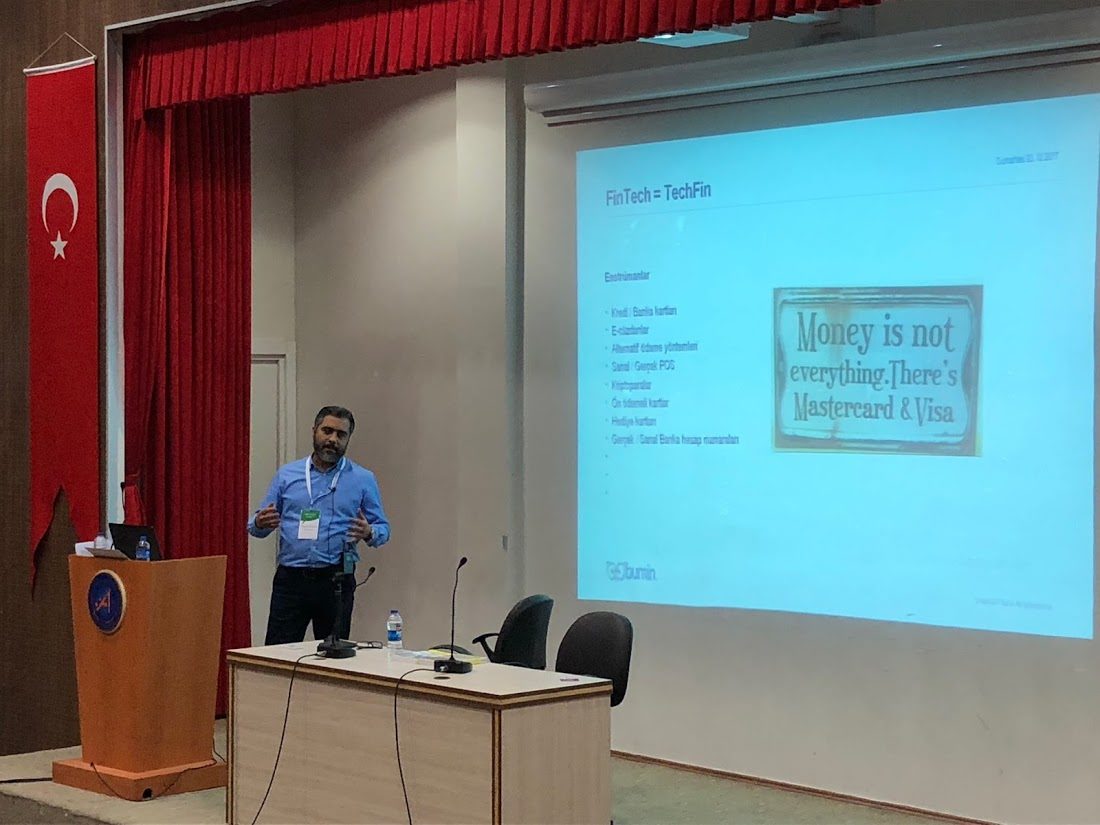 FinTech = TechFin
Enstrümanlar
Kredi / Banka kartları
E-cüzdanlar
Alternatif ödeme yöntemleri
Sanal / Gerçek POS
Kriptoparalar
Ön ödemeli kartlar
Hediye kartları
Gerçek / Sanal Banka hesap numaraları
Money is not
everything.There's
Mastercard & Visa
bumin